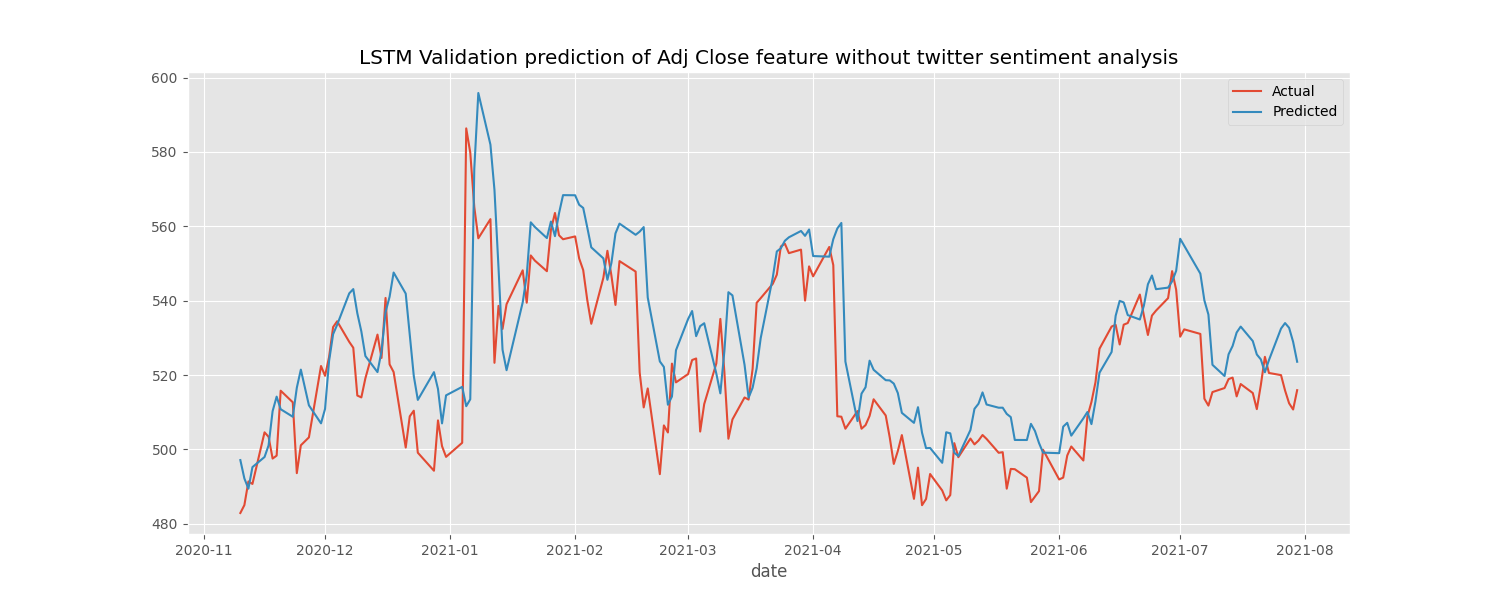 LSTM Validation prediction of Adj Close feature without twitter sentiment analysis
600
Actual
Predicted
580
560
540
520
500
480
2020-11 2020-12 2021-01 2021-02 2021-03 2021-04 2021-05 2021-06 2021-07 2021-08
date